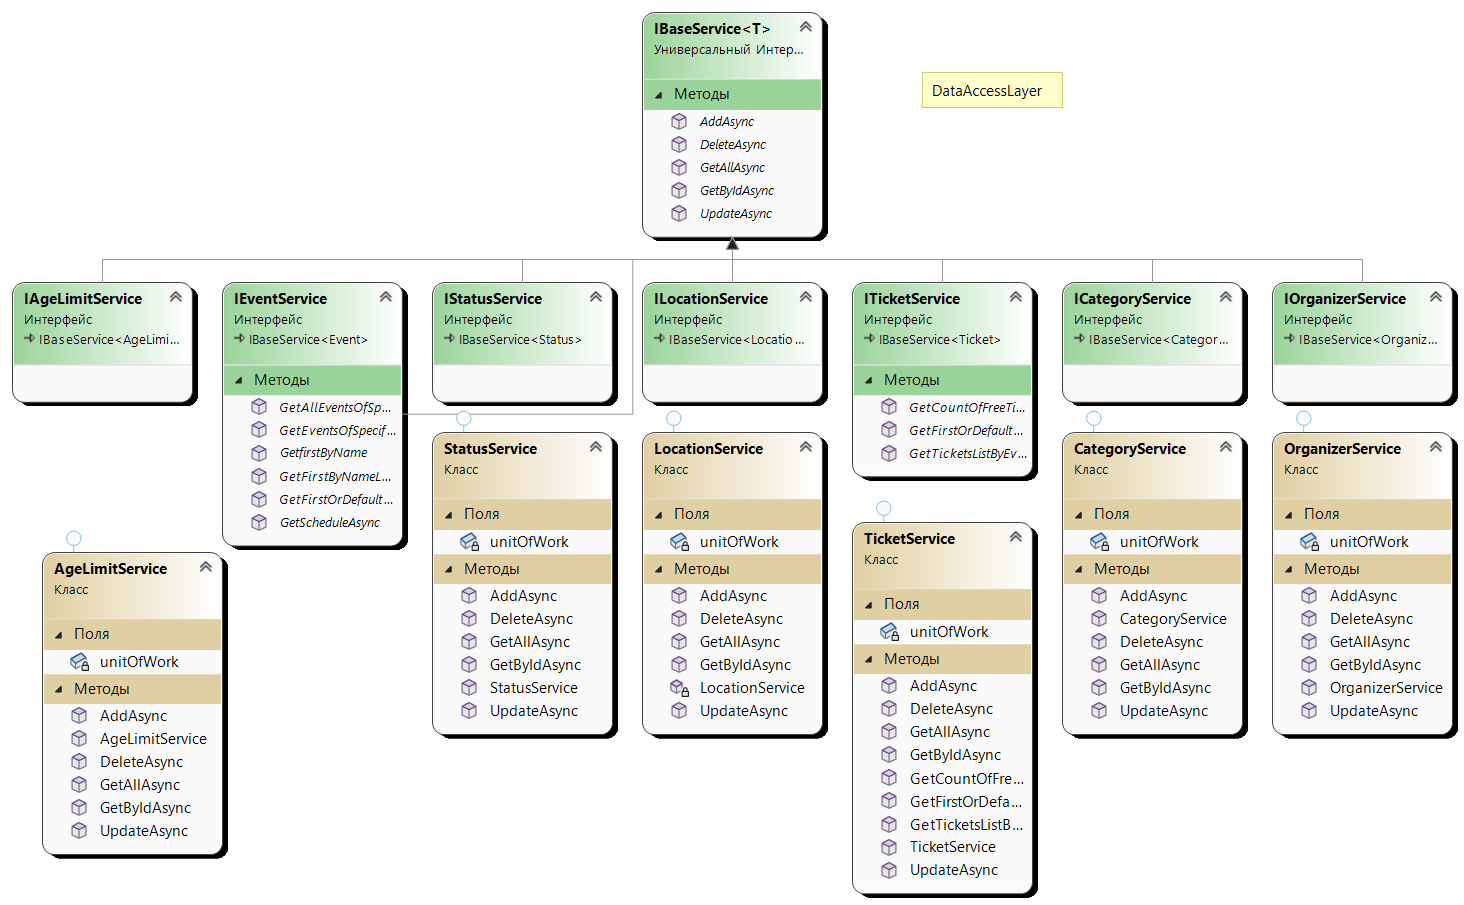 IBaseService<T>
Универсальный Интер...
Методы
AddAsync
DeleteAsync
GetAllAsync
GetByIdAsync
UpdateAsync
DataAccessLayer
IAgeLimitService
Интерфейс
IBaseService<AgeLimi...
IEventService
Интерфейс
IBaseService<Event>
Методы
GetAllEventsOfSp...
GetEventsOfSpecif...
GetfirstByName
GetFirstByNameL...
GetFirstOrDefault...
GetScheduleAsync
IStatusService
Интерфейс
IBaseService<Status>
ILocationService
Интерфейс
IBaseService<Locatio...
ITicketService
Интерфейс
IBaseService<Ticket>
Методы
GetCountOfFreeTi...
GetFirstOrDefault...
GetTicketsListByEv...
ICategoryService
Интерфейс
IBaseService<Categor...
IOrganizerService
Интерфейс
IBaseService<Organiz...
AgeLimitService
Класс
Поля
unitOfWork
Методы
AddAsync
AgeLimitService
DeleteAsync
GetAllAsync
GetByIdAsync
UpdateAsync
StatusService
Класс
Поля
unitOfWork
Методы
AddAsync
DeleteAsync
GetAllAsync
GetByIdAsync
StatusService
UpdateAsync
LocationService
Класс
Поля
unitOfWork
Методы
AddAsync
DeleteAsync
GetAllAsync
GetByIdAsync
LocationService
UpdateAsync
TicketService
Класс
Поля
unitOfWork
Методы
AddAsync
DeleteAsync
GetAllAsync
GetByIdAsync
GetCountOfFre...
GetFirstOrDefa...
GetTicketsListB...
TicketService
UpdateAsync
CategoryService
Класс
Поля
unitOfWork
Методы
AddAsync
CategoryService
DeleteAsync
GetAllAsync
GetByIdAsync
UpdateAsync
OrganizerService
Класс
Поля
unitOfWork
Методы
AddAsync
DeleteAsync
GetAllAsync
GetByIdAsync
OrganizerService
UpdateAsync